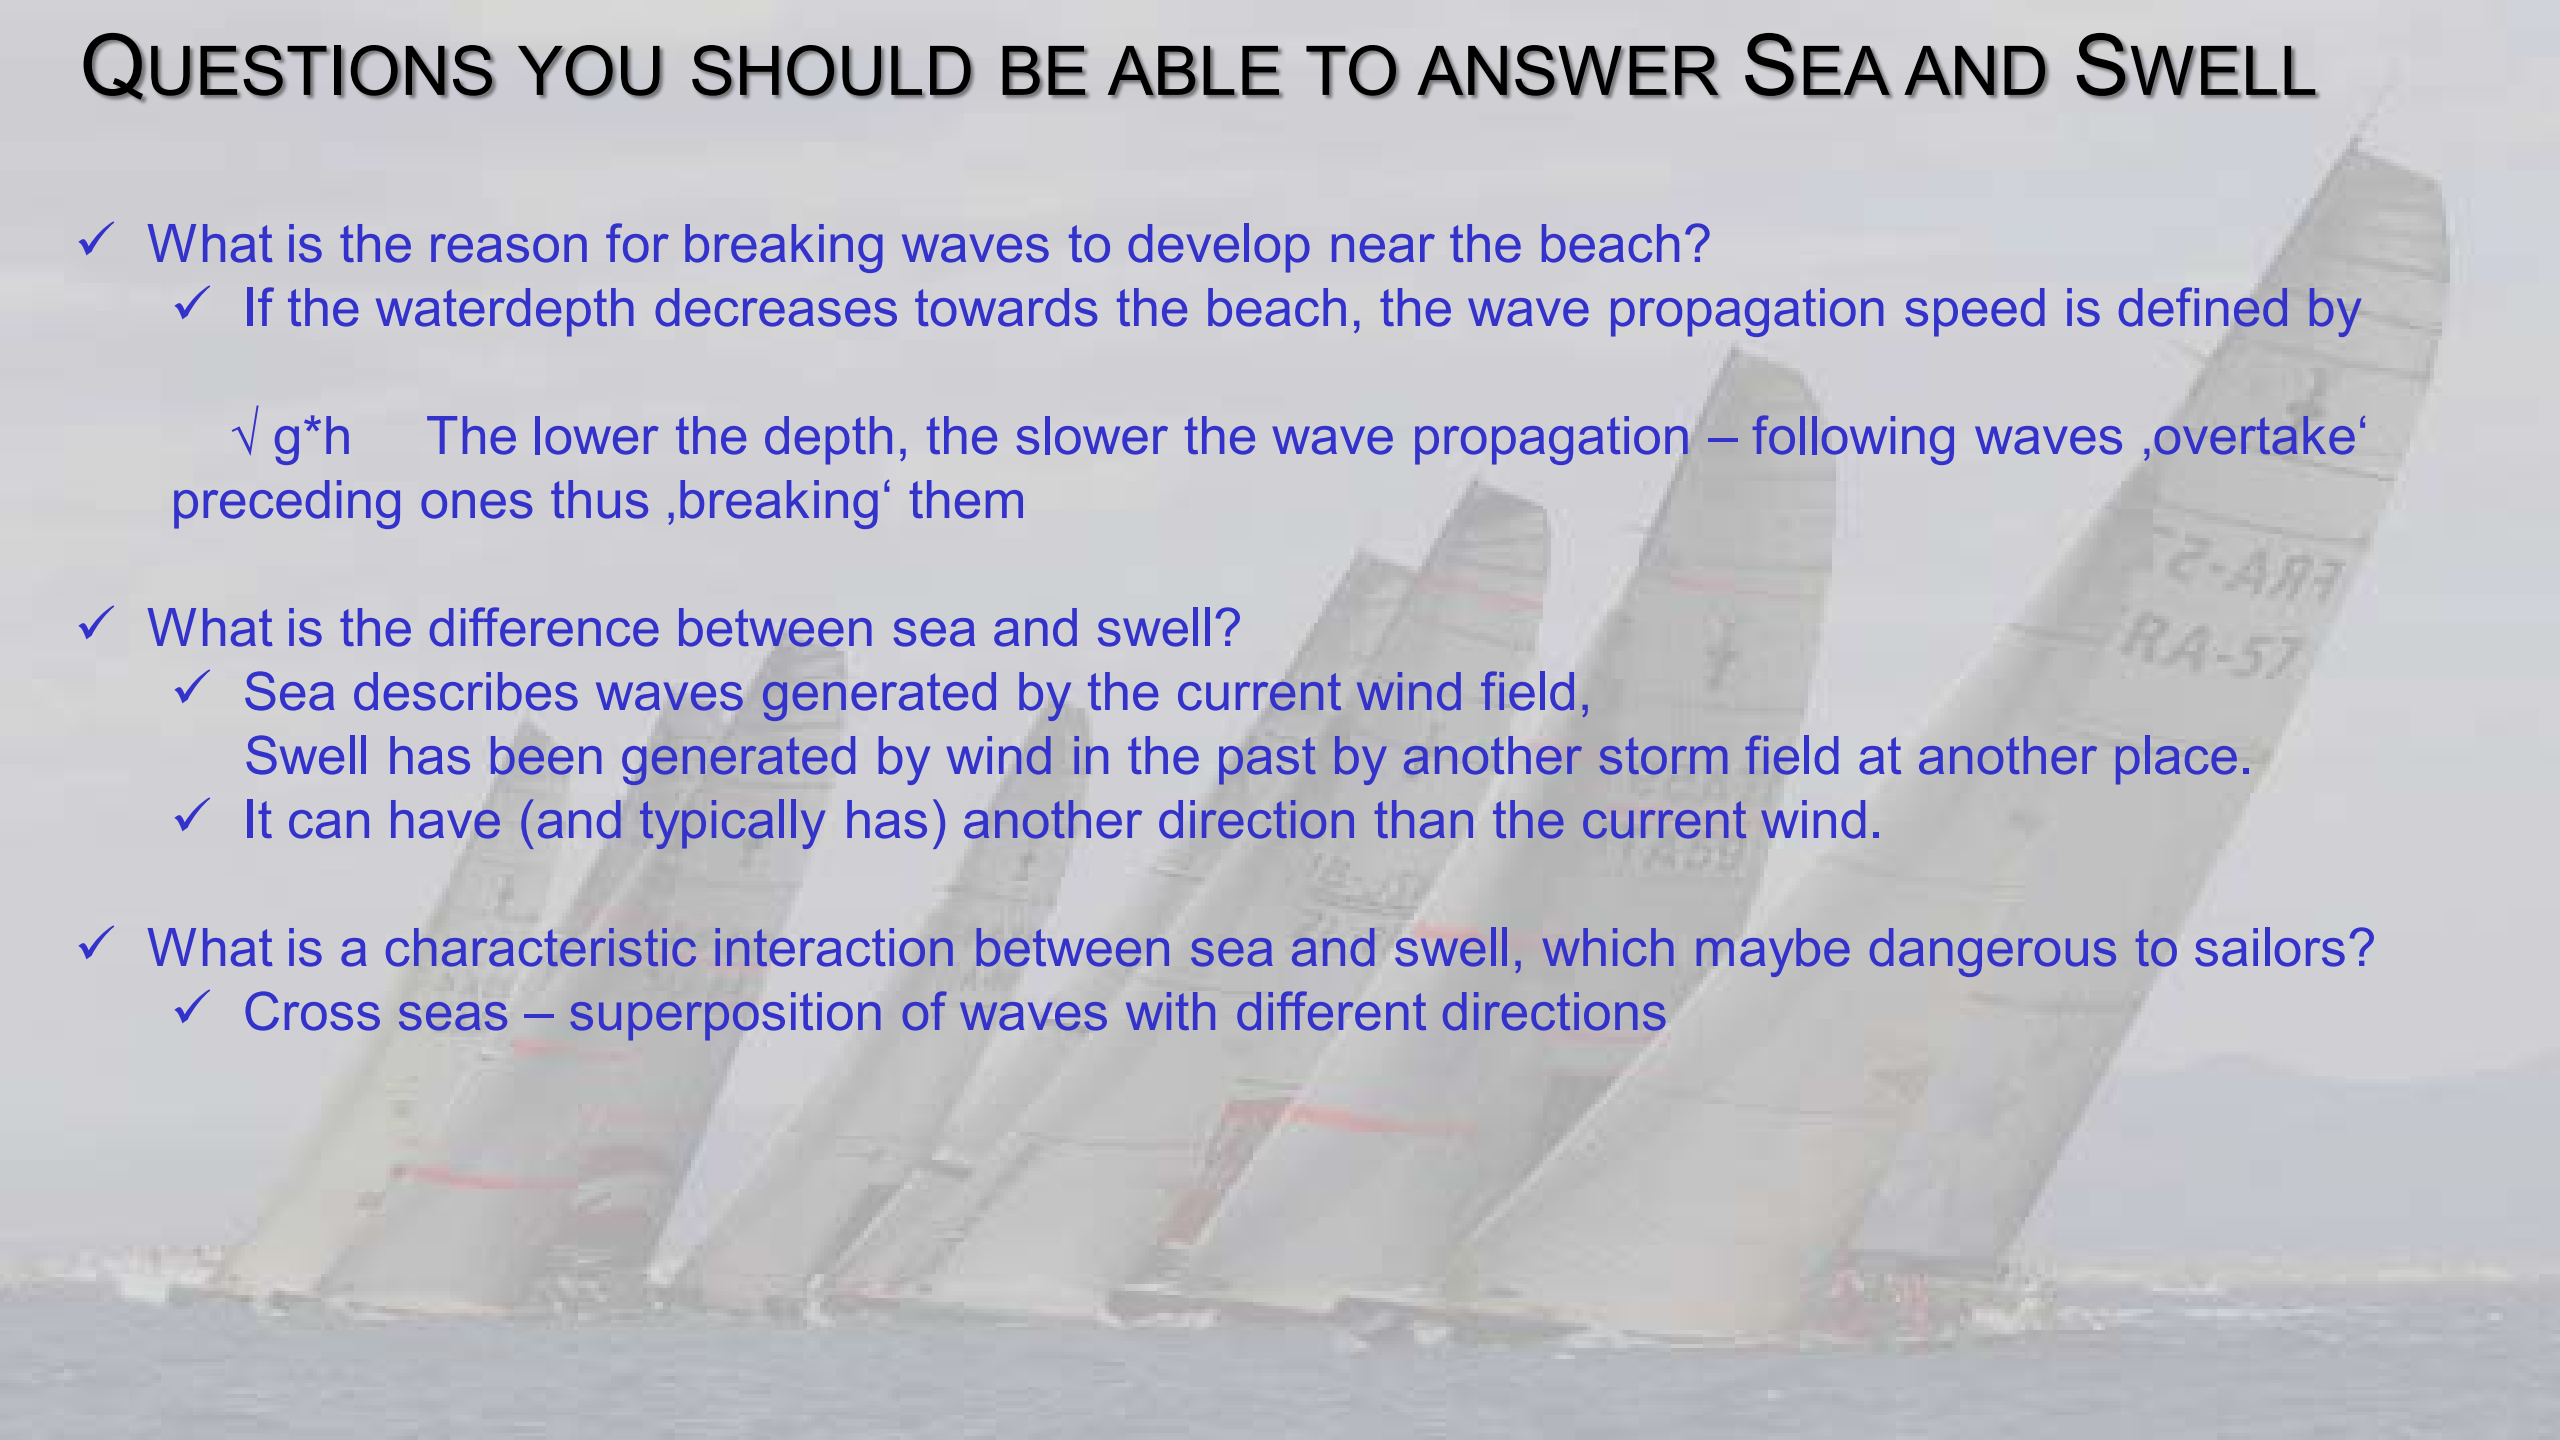 QUESTIONS YOU SHOULD BE ABLE TO ANSWER SEA AND SWELL
✓ What is the reason for breaking waves to develop near the beach?
✓ If the waterdepth decreases towards the beach, the wave propagation speed is defined by
√ g*h The lower the depth, the slower the wave propagation – following waves ‚overtake‘
preceding ones thus ‚breaking‘ them
✓ What is the difference between sea and swell?
✓ Sea describes waves generated by the current wind field,
Swell has been generated by wind in the past by another storm field at another place.
✓ It can have (and typically has) another direction than the current wind.
✓ What is a characteristic interaction between sea and swell, which maybe dangerous to sailors?
✓ Cross seas – superposition of waves with different directions
RA-57